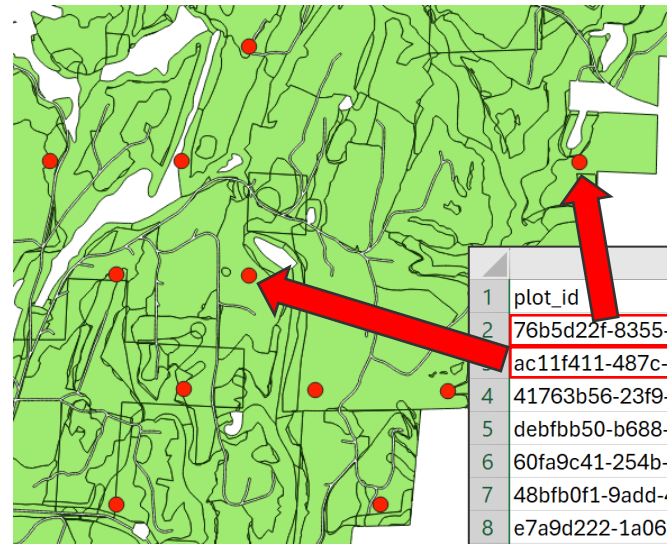 1 plot_id
2 76b5d22f-8355-
3 ac11f411-487c-
4 41763b56-23f9-
5 debfbb50-b688-
6 60fa9c41-254b-
7 48bfb0f1-9add-4
8 e7a9d222-1a06